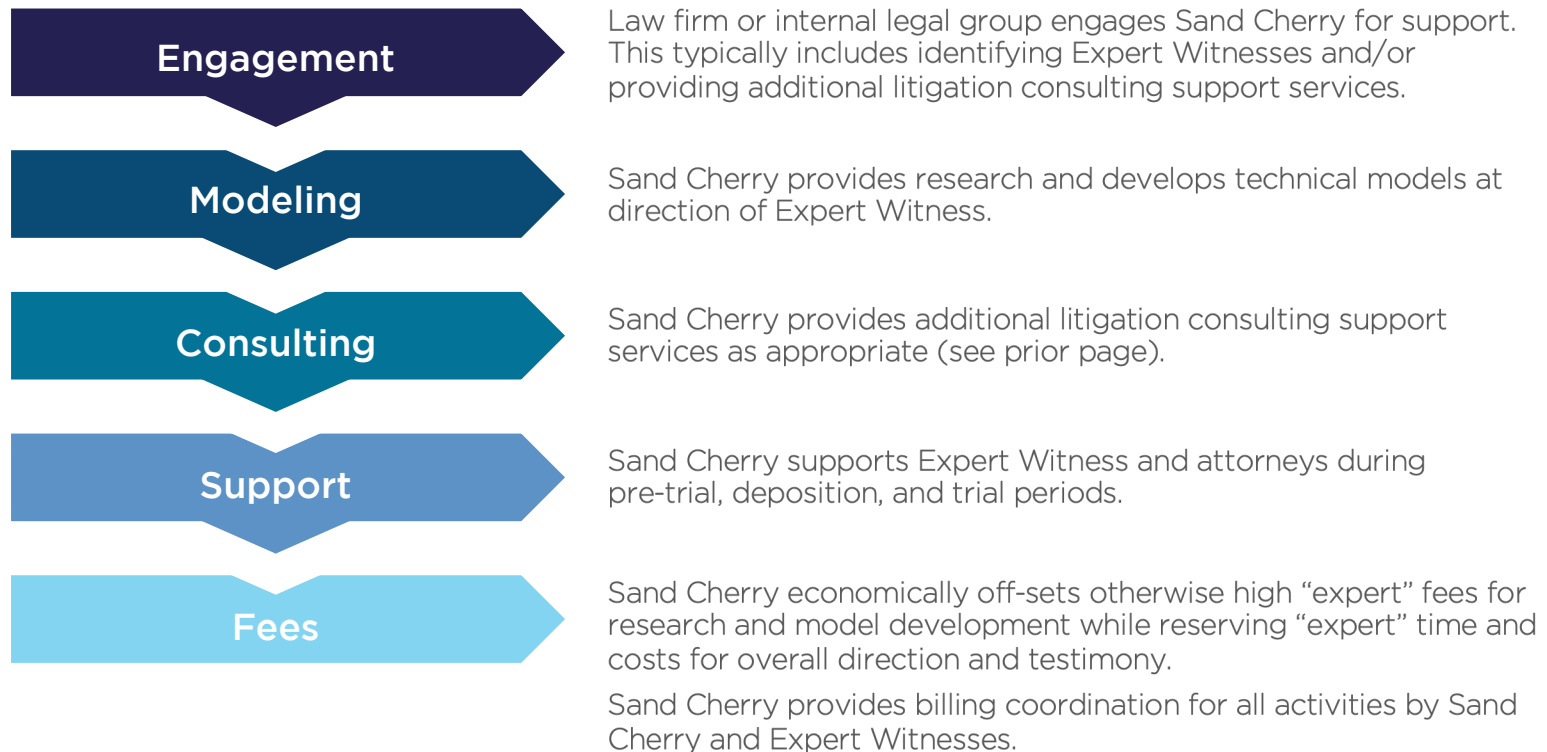 Engagement
Law firm or internal legal group engages Sand Cherry for support.
This typically includes identifying Expert Witnesses and/or
providing additional litigation consulting support services.
Modeling
Sand Cherry provides research and develops technical models at
direction of Expert Witness.
Consulting
Sand Cherry provides additional litigation consulting support
services as appropriate (see prior page).
Support
Sand Cherry supports Expert Witness and attorneys during
pre-trial, deposition, and trial periods.
Fees
Sand Cherry economically off-sets otherwise high “expert” fees for
research and model development while reserving “expert” time and
costs for overall direction and testimony.
Sand Cherry provides billing coordination for all activities by Sand
Cherry and Expert Witnesses.